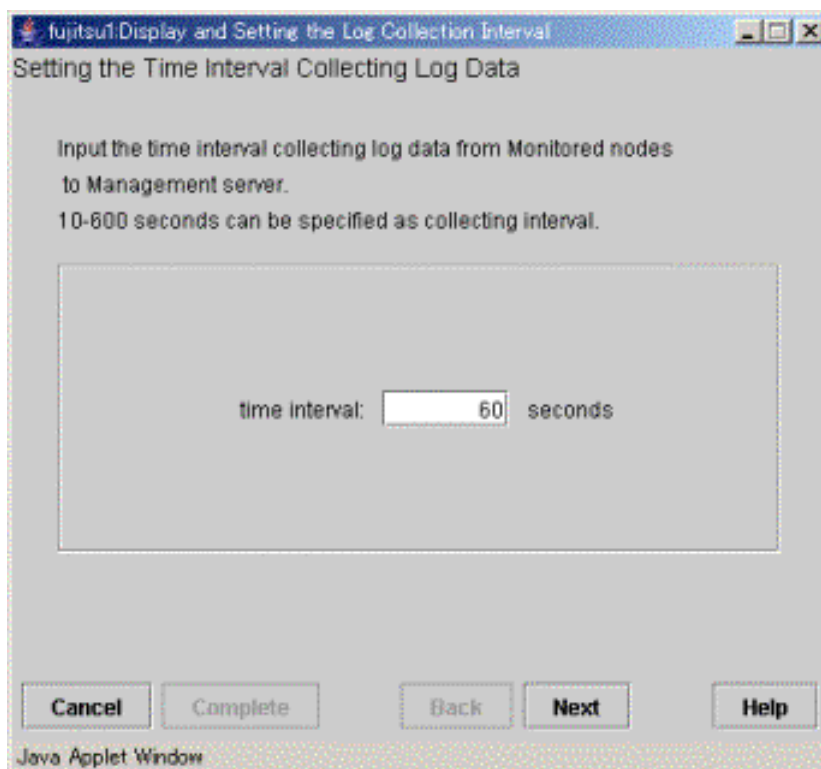 fujitsu1:Display and Setting the Log Collection Interval
Setting the Time Interval Collecting Log Data
Input the time interval collecting log data from Monitored nodes
to Management server.
10-600 seconds can be specified as collecting interval.
time interval: 60 seconds
Cancel Complete Back Next Help
Java Applet Window